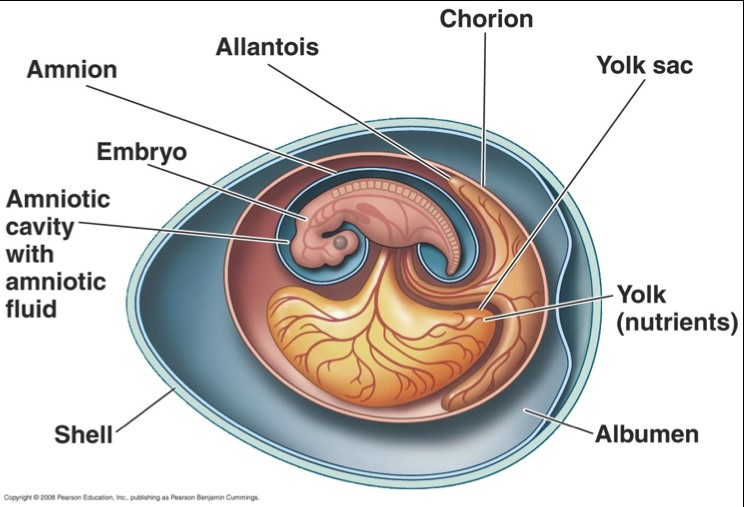 Chorion
Allantois
Yolk sac
Amnion
Embryo
Amniotic
cavity
with
amniotic
fluid
Yolk
(nutrients)
Shell
Albumen
Copyright © 2008 Pearson Education, Inc., publishing as Pearson Benjamin Cummings.